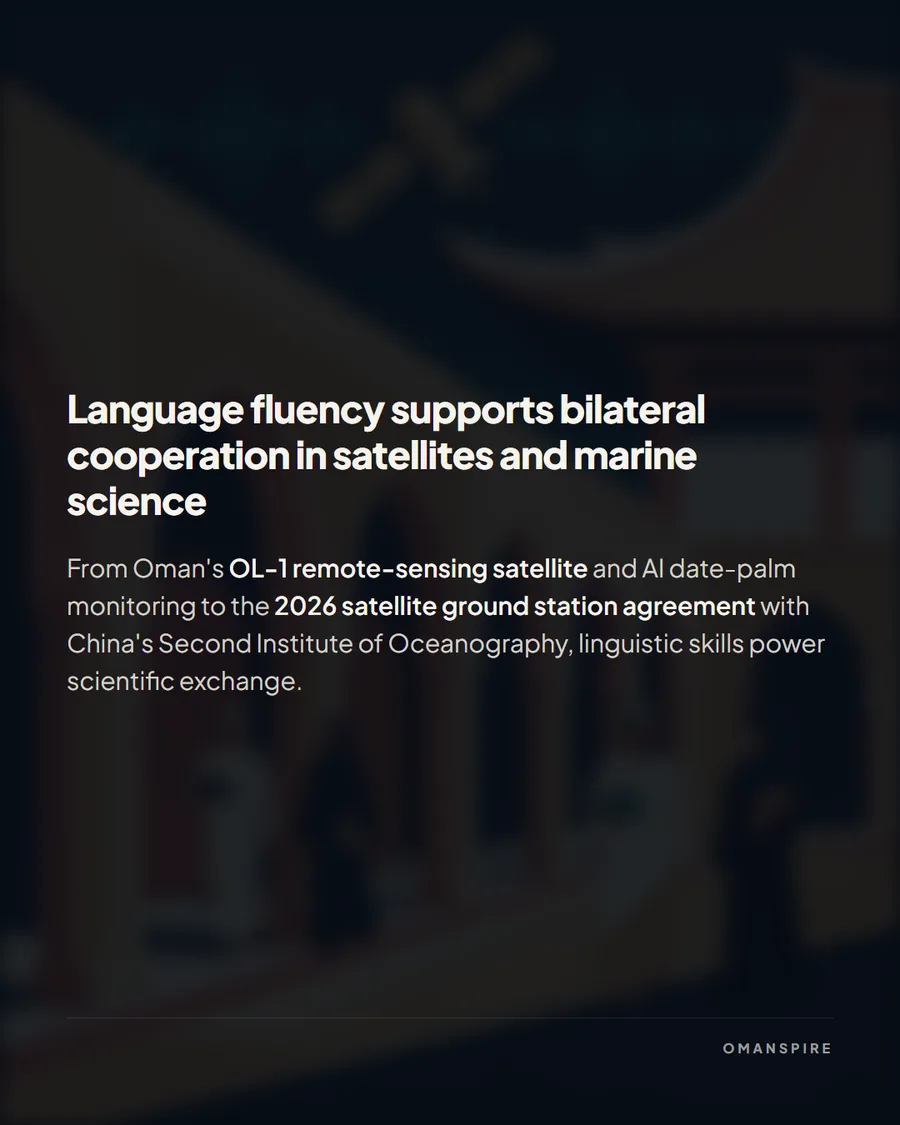 Language fluency supports bilateral
cooperation in satellites and marine
science
From Oman's OL-1 remote-sensing satellite and AI date-palm
monitoring to the 2026 satellite ground station agreement with
China's Second Institute of Oceanography, linguistic skills power
scientific exchange.
OMANSPIRE